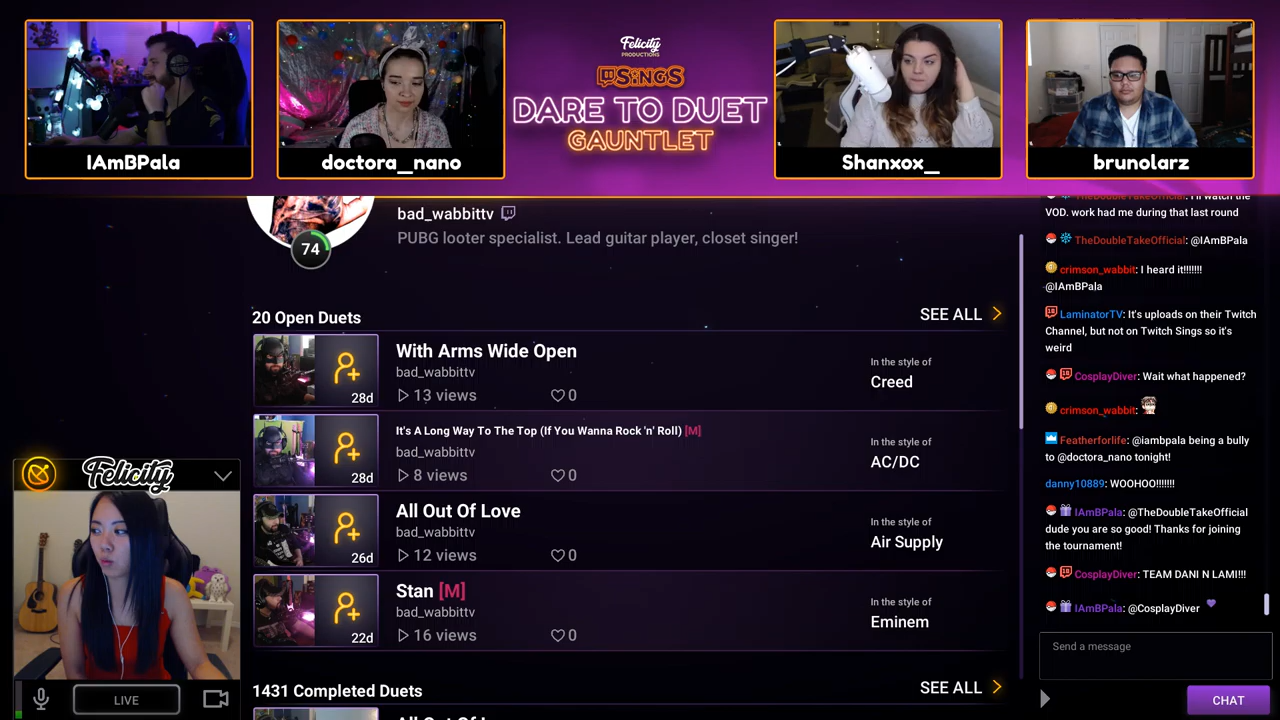 IAmBPala
doctora__nano
Felicity
PRODUCTIONS
SINGS
DARE TO DUET
GAUNTLET
Shanxox_
brunolarz
bad_wabbittv
PUBG looter specialist. Lead guitar player, closet singer!
74
20 Open Duets
SEE ALL
With Arms Wide Open
bad_wabbittv
13 views
0
28d
In the style of
Creed
It's A Long Way To The Top (If You Wanna Rock 'n' Roll) [M]
bad_wabbittv
8 views
0
28d
In the style of
AC/DC
All Out Of Love
bad_wabbittv
12 views
0
26d
In the style of
Air Supply
Stan [M]
bad_wabbittv
16 views
0
22d
In the style of
Eminem
1431 Completed Duets
SEE ALL
Felicity
LIVE
TheDoubleTakeOfficial: I'll watch the
VOD. work had me during that last round
TheDoubleTakeOfficial: @IAmBPala
crimson_wabbit: I heard it!!!!!!!
@IAmBPala
LaminatorTV: It's uploads on their Twitch
Channel, but not on Twitch Sings so it's
weird
CosplayDiver: Wait what happened?
crimson_wabbit:
Featherforlife: @iambpala being a bully
to @doctora_nano tonight!
danny10889: WOOHOO!!!!!!!
IAmBPala: @TheDoubleTakeOfficial
dude you are so good! Thanks for joining
the tournament!
CosplayDiver: TEAM DANI N LAMI!!!
IAmBPala: @CosplayDiver
Send a message
CHAT